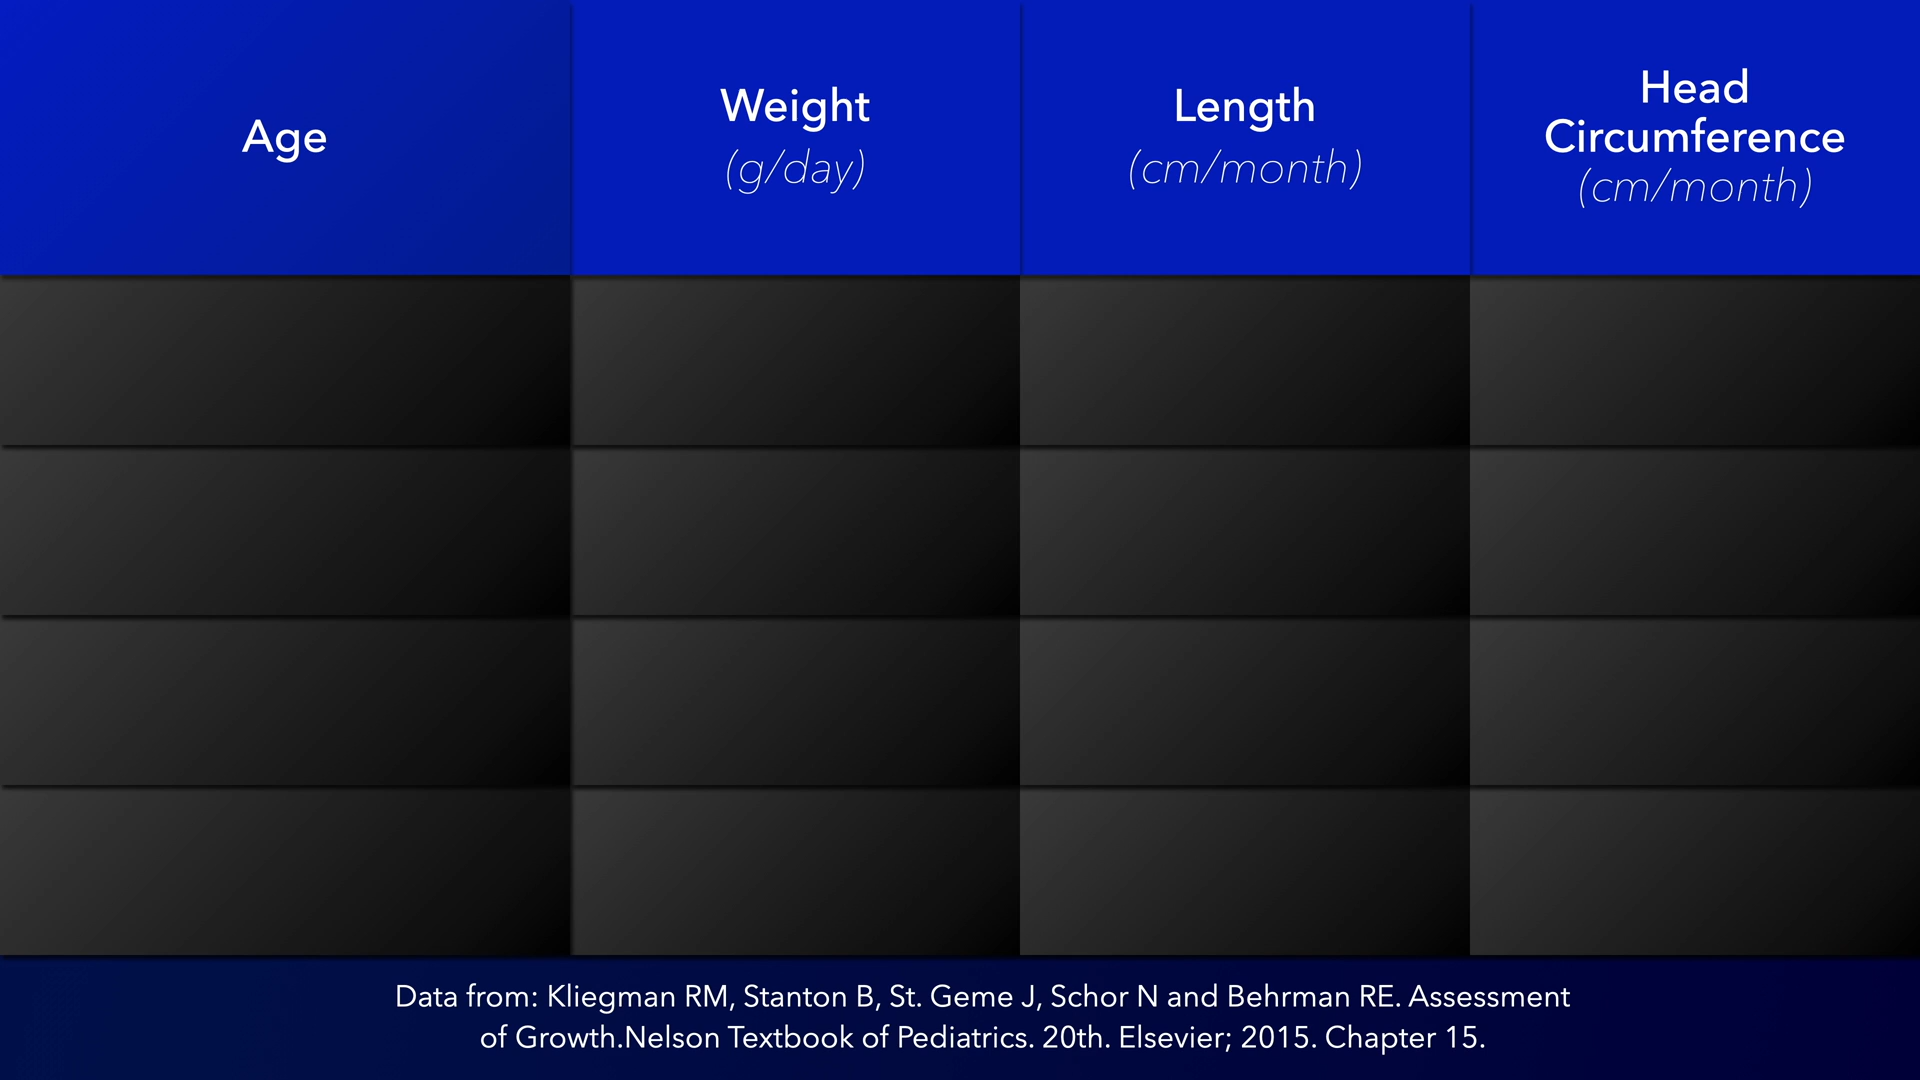 Age
Weight
(g/day)
Length
(cm/month)
Head
Circumference
(cm/month)
Data from: Kliegman RM, Stanton B, St. Geme J, Schor N and Behrman RE. Assessment
of Growth.Nelson Textbook of Pediatrics. 20th. Elsevier; 2015. Chapter 15.